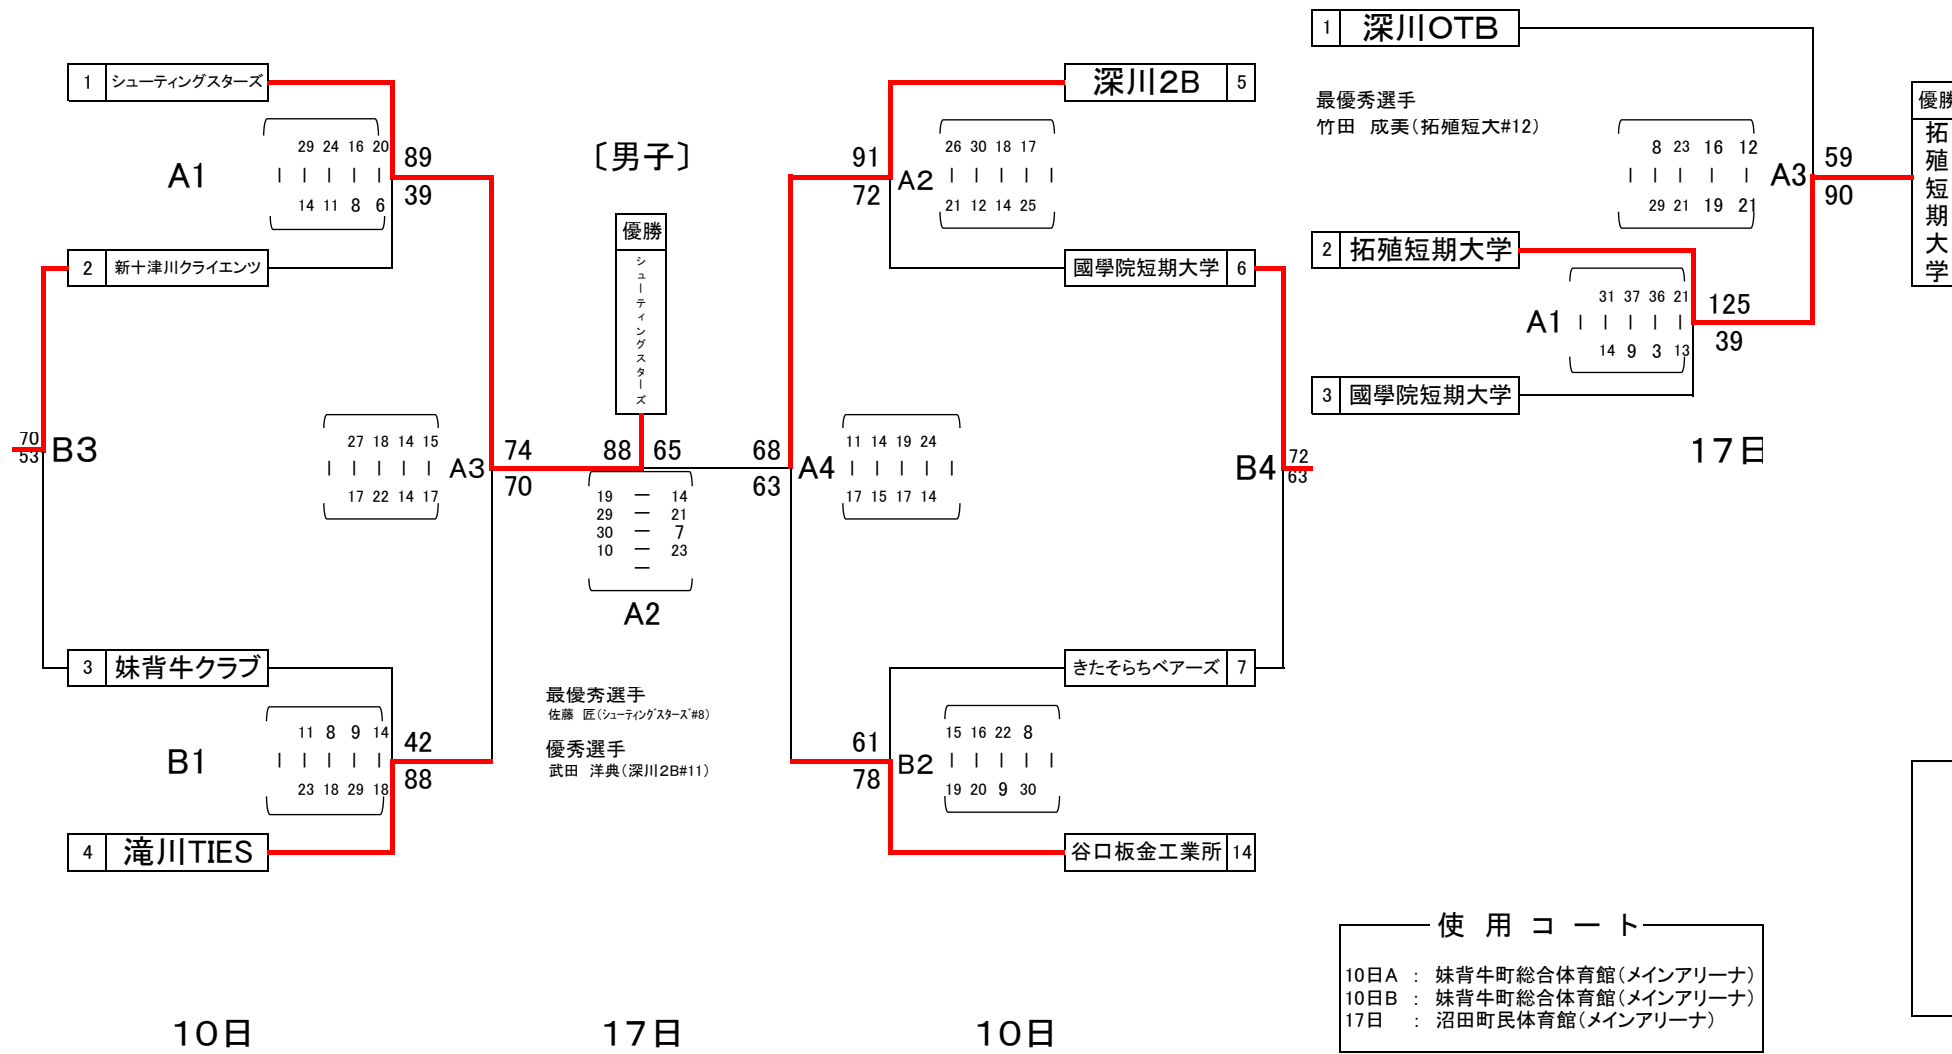 1 シューティングスターズ
A1
29 24 16 20
14 11 8 6
89
39
2 新十津川クライエンツ
70
53
B3
27 18 14 15
17 22 14 17
A3
74
70
3 妹背牛クラブ
B1
11 8 9 14
23 18 29 18
42
88
4 滝川TIES
10日
〔男子〕
優勝
シューティングスターズ
88 65
19 — 14
29 — 21
30 — 7
10 — 23
—
A2
最優秀選手
佐藤 匠(シューティングスターズ#8)
優秀選手
武田 洋典(深川2B#11)
17日
深川2B 5
91
72
A2
26 30 18 17
21 12 14 25
國學院短期大学 6
68
63
A4
11 14 19 24
17 15 17 14
B4
72
63
きたそらちベアーズ 7
61
78
B2
15 16 22 8
19 20 9 30
谷口板金工業所 14
10日
1 深川OTB
最優秀選手
竹田 成実(拓殖短大#12)
8 23 16 12
29 21 19 21
A3
59
90
優勝
拓殖短期大学
2 拓殖短期大学
A1
31 37 36 21
14 9 3 13
125
39
3 國學院短期大学
17日
使用コート
10日A : 妹背牛町総合体育館(メインアリーナ)
10日B : 妹背牛町総合体育館(メインアリーナ)
17日 : 沼田町民体育館(メインアリーナ)